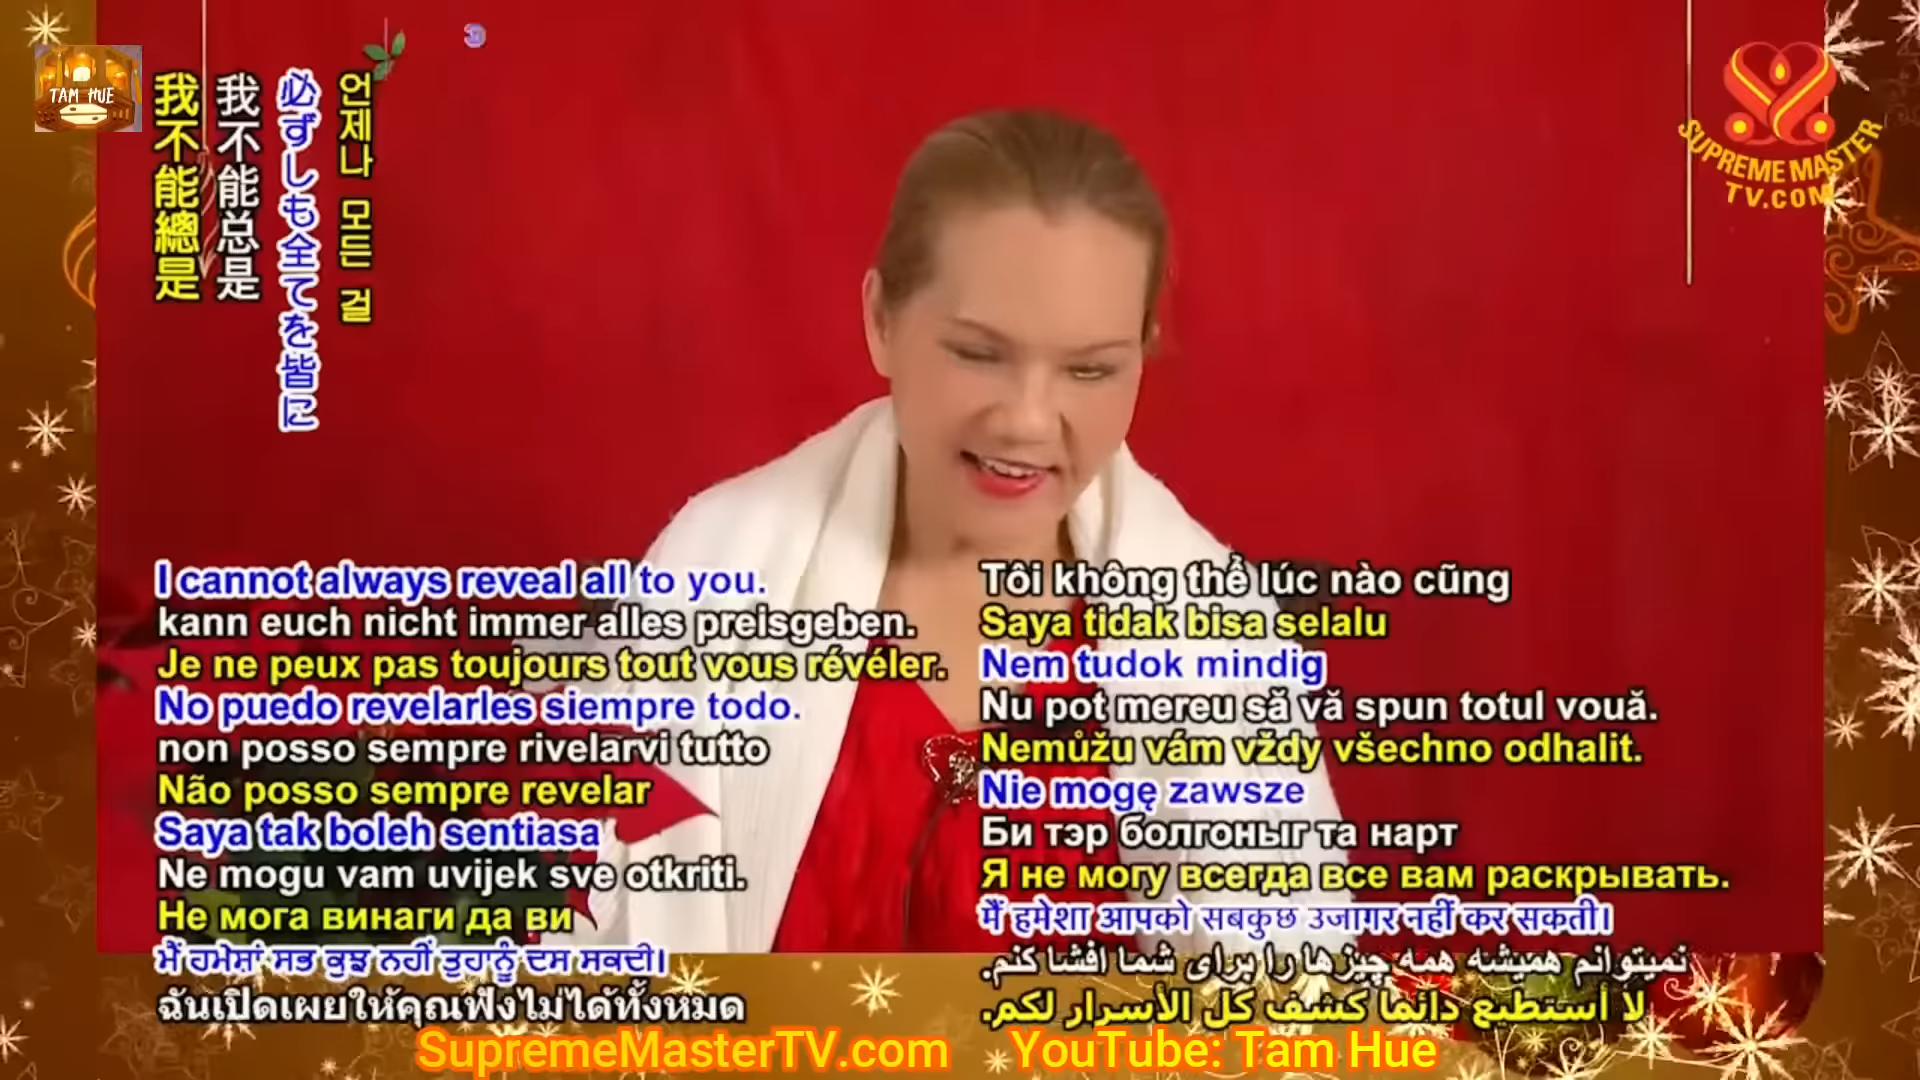 TAM HUE
我不能總是
我不能总是
必ずしも全てを皆に
언제나 모든 걸
SUPREME MASTER
TV.COM
I cannot always reveal all to you.
kann euch nicht immer alles preisgeben.
Je ne peux pas toujours tout vous révéler.
No puedo revelarles siempre todo.
non posso sempre rivelarvi tutto
Não posso sempre revelar
Saya tak boleh sentiasa
Ne mogu vam uvijek sve otkriti.
Не мога винаги да ви
ਮੈਂ ਹਮੇਸ਼ਾਂ ਸਭ ਕੁਝ ਨਹੀਂ ਤੁਹਾਨੂੰ ਦਸ ਸਕਦੀ।
ฉันเปิดเผยให้คุณฟังไม่ได้ทั้งหมด
Tôi không thể lúc nào cũng
Saya tidak bisa selalu
Nem tudok mindig
Nu pot mereu să vă spun totul vouă.
Nemůžu vám vždy všechno odhalit.
Nie mogę zawsze
Би тэр болгоныг та нарт
Я не могу всегда все вам раскрывать.
मैं हमेशा आपको सबकुछ उजागर नहीं कर सकती।
نمیتوانم همیشه همه چیزها را برای شما افشا کنم.
لا أستطيع دائما كشف كل الأسرار لكم.
SupremeMasterTV.com YouTube: Tâm Huê